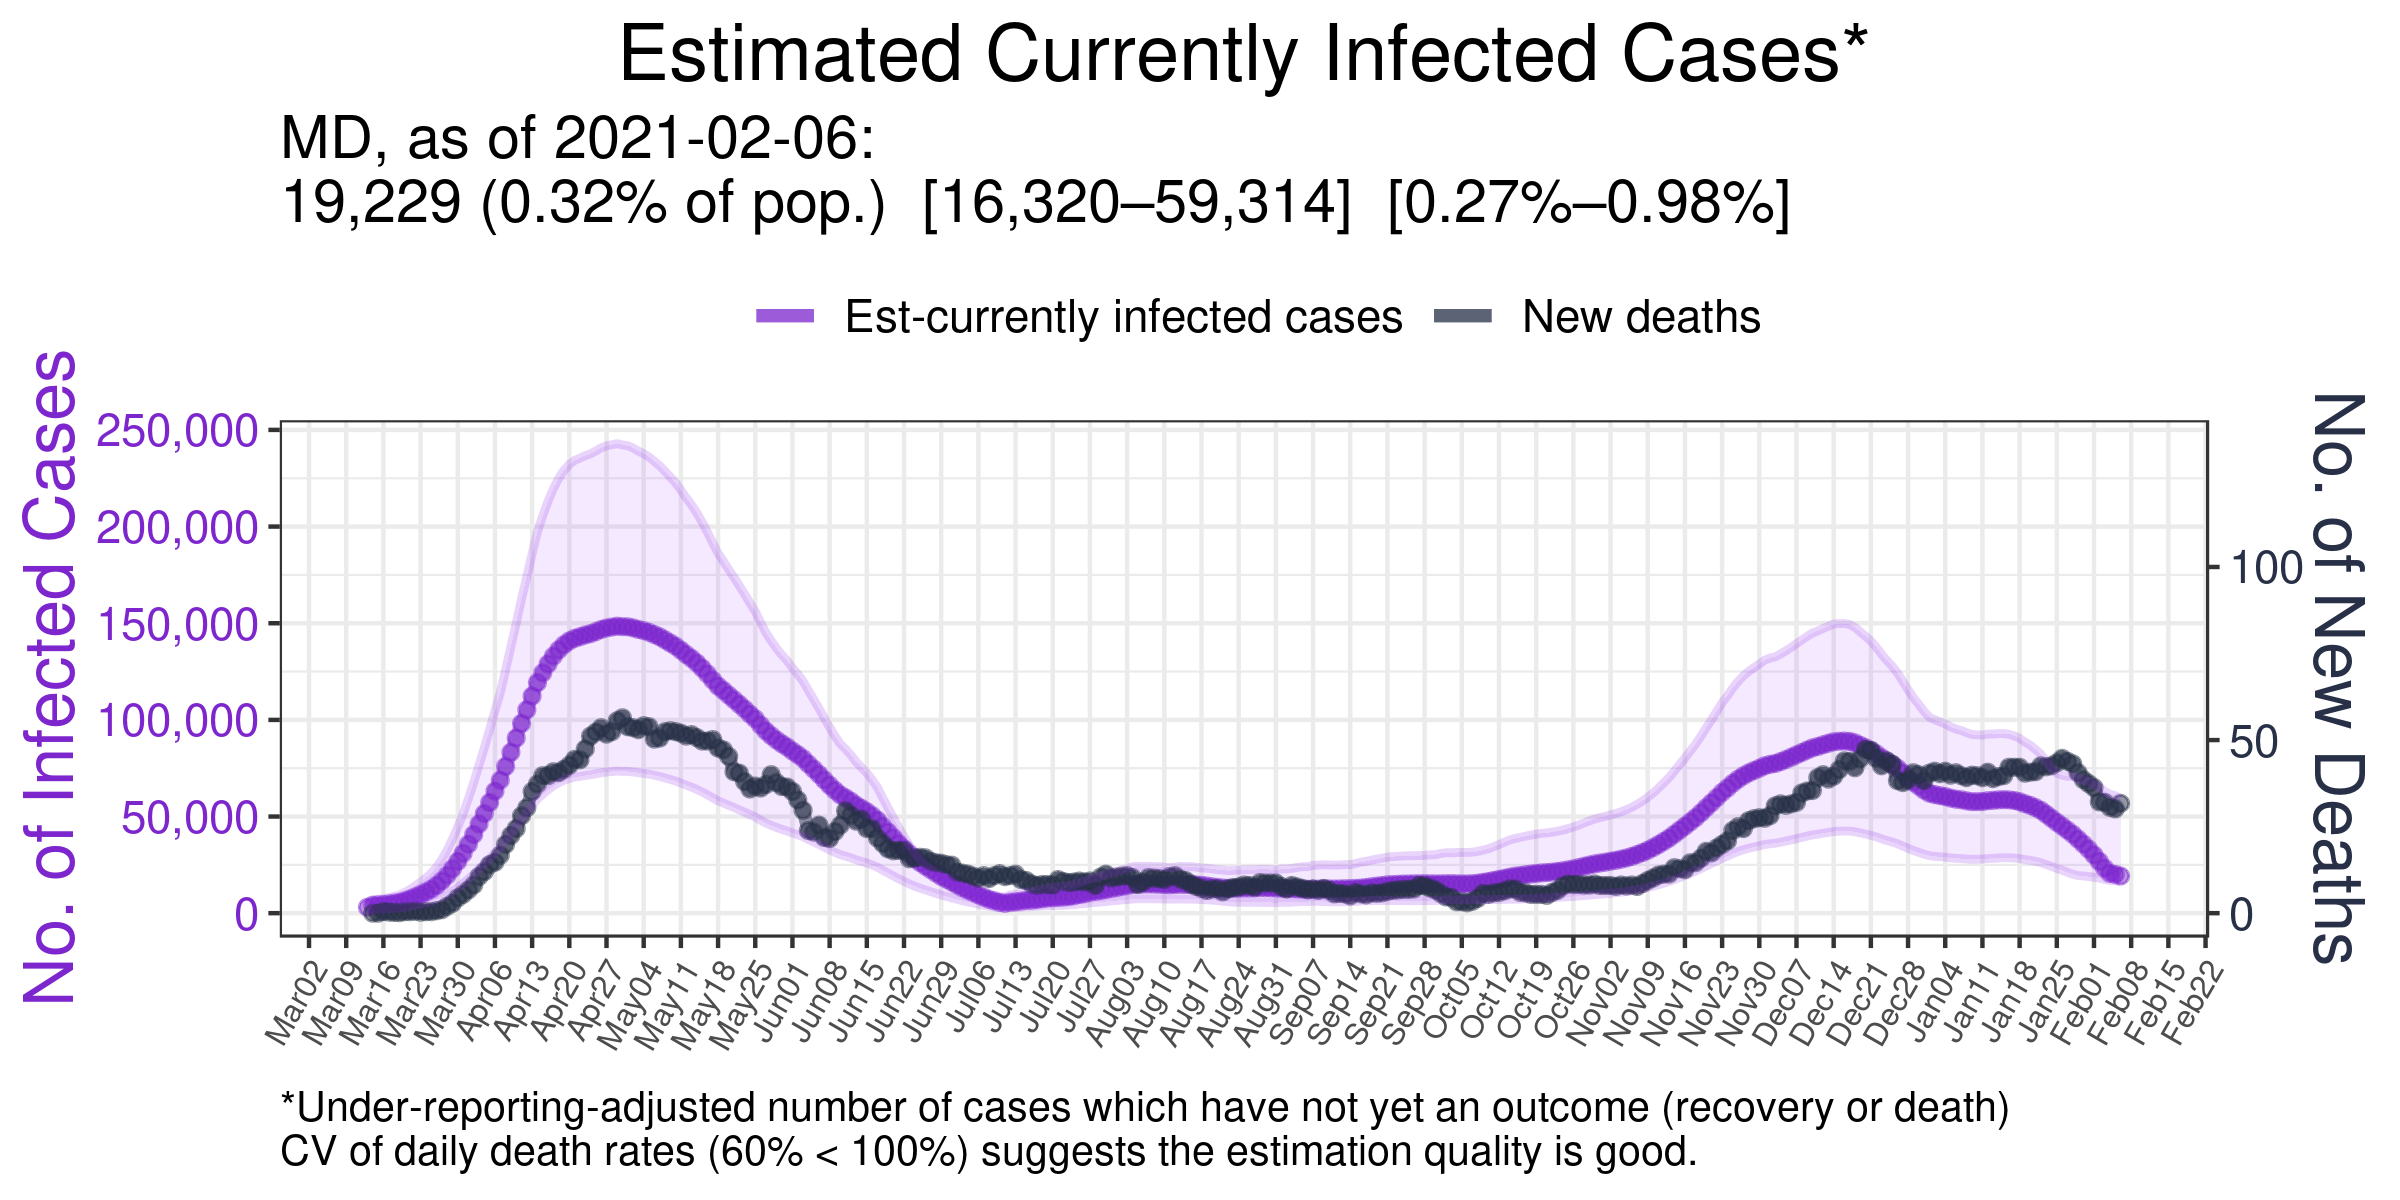 Estimated Currently Infected Cases*
MD, as of 2021-02-06:
19,229 (0.32% of pop.)  [16,320–59,314]  [0.27%–0.98%]
Est-currently infected cases
New deaths
No. of Infected Cases
250,000
200,000
150,000
100,000
50,000
0
100
50
0
No. of New Deaths
Mar02
Mar09
Mar16
Mar23
Mar30
Apr06
Apr13
Apr20
Apr27
May04
May11
May18
May25
Jun01
Jun08
Jun15
Jun22
Jun29
Jul06
Jul13
Jul20
Jul27
Aug03
Aug10
Aug17
Aug24
Aug31
Sep07
Sep14
Sep21
Sep28
Oct05
Oct12
Oct19
Oct26
Nov02
Nov09
Nov16
Nov23
Nov30
Dec07
Dec14
Dec21
Dec28
Jan04
Jan11
Jan18
Jan25
Feb01
Feb08
Feb15
Feb22
*Under-reporting-adjusted number of cases which have not yet an outcome (recovery or death)
CV of daily death rates (60% < 100%) suggests the estimation quality is good.